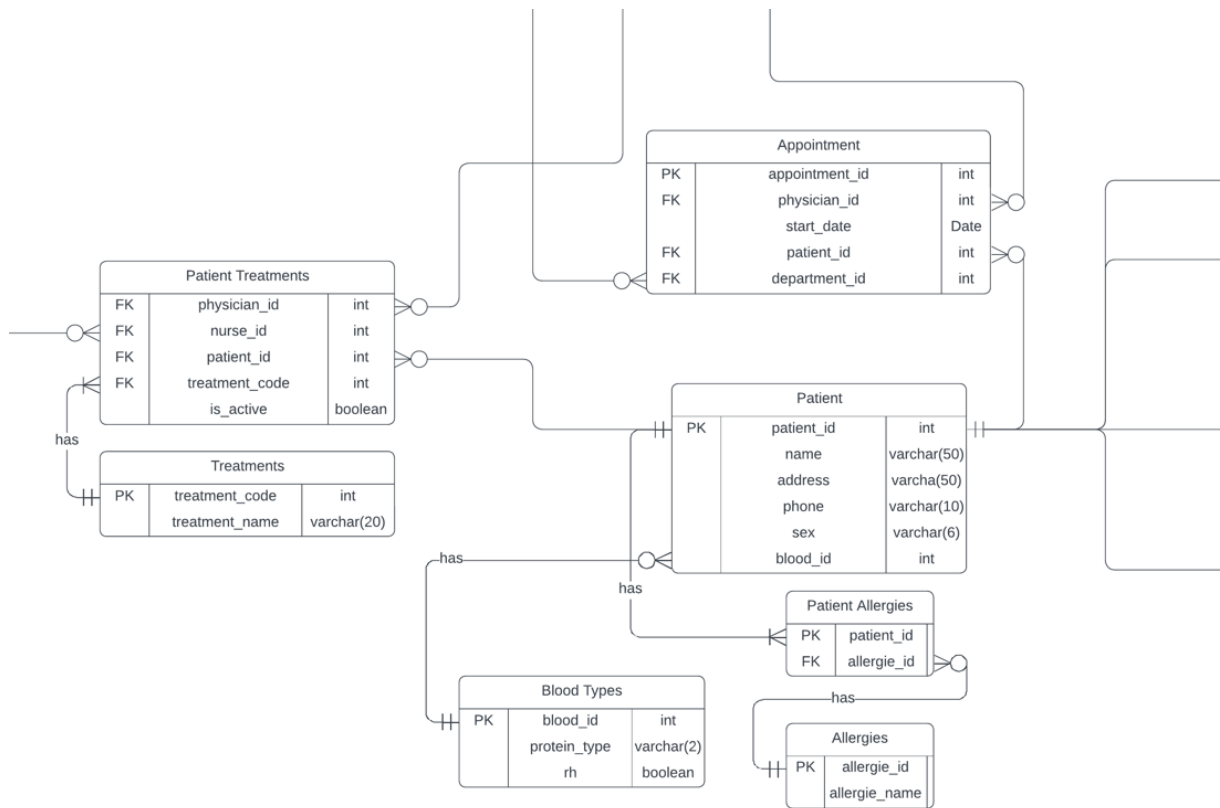 Appointment
PK appointment_id int
FK physician_id int
start_date Date
FK patient_id int
FK department_id int
Patient Treatments
FK physician_id int
FK nurse_id int
FK patient_id int
FK treatment_code int
is_active boolean
has
Treatments
PK treatment_code int
treatment_name varchar(20)
Patient
PK patient_id int
name varchar(50)
address varcha(50)
phone varchar(10)
sex varchar(6)
blood_id int
has
has
Patient Allergies
PK patient_id
FK allergie_id
has
Blood Types
PK blood_id int
protein_type varchar(2)
rh boolean
Allergies
PK allergie_id
allergie_name